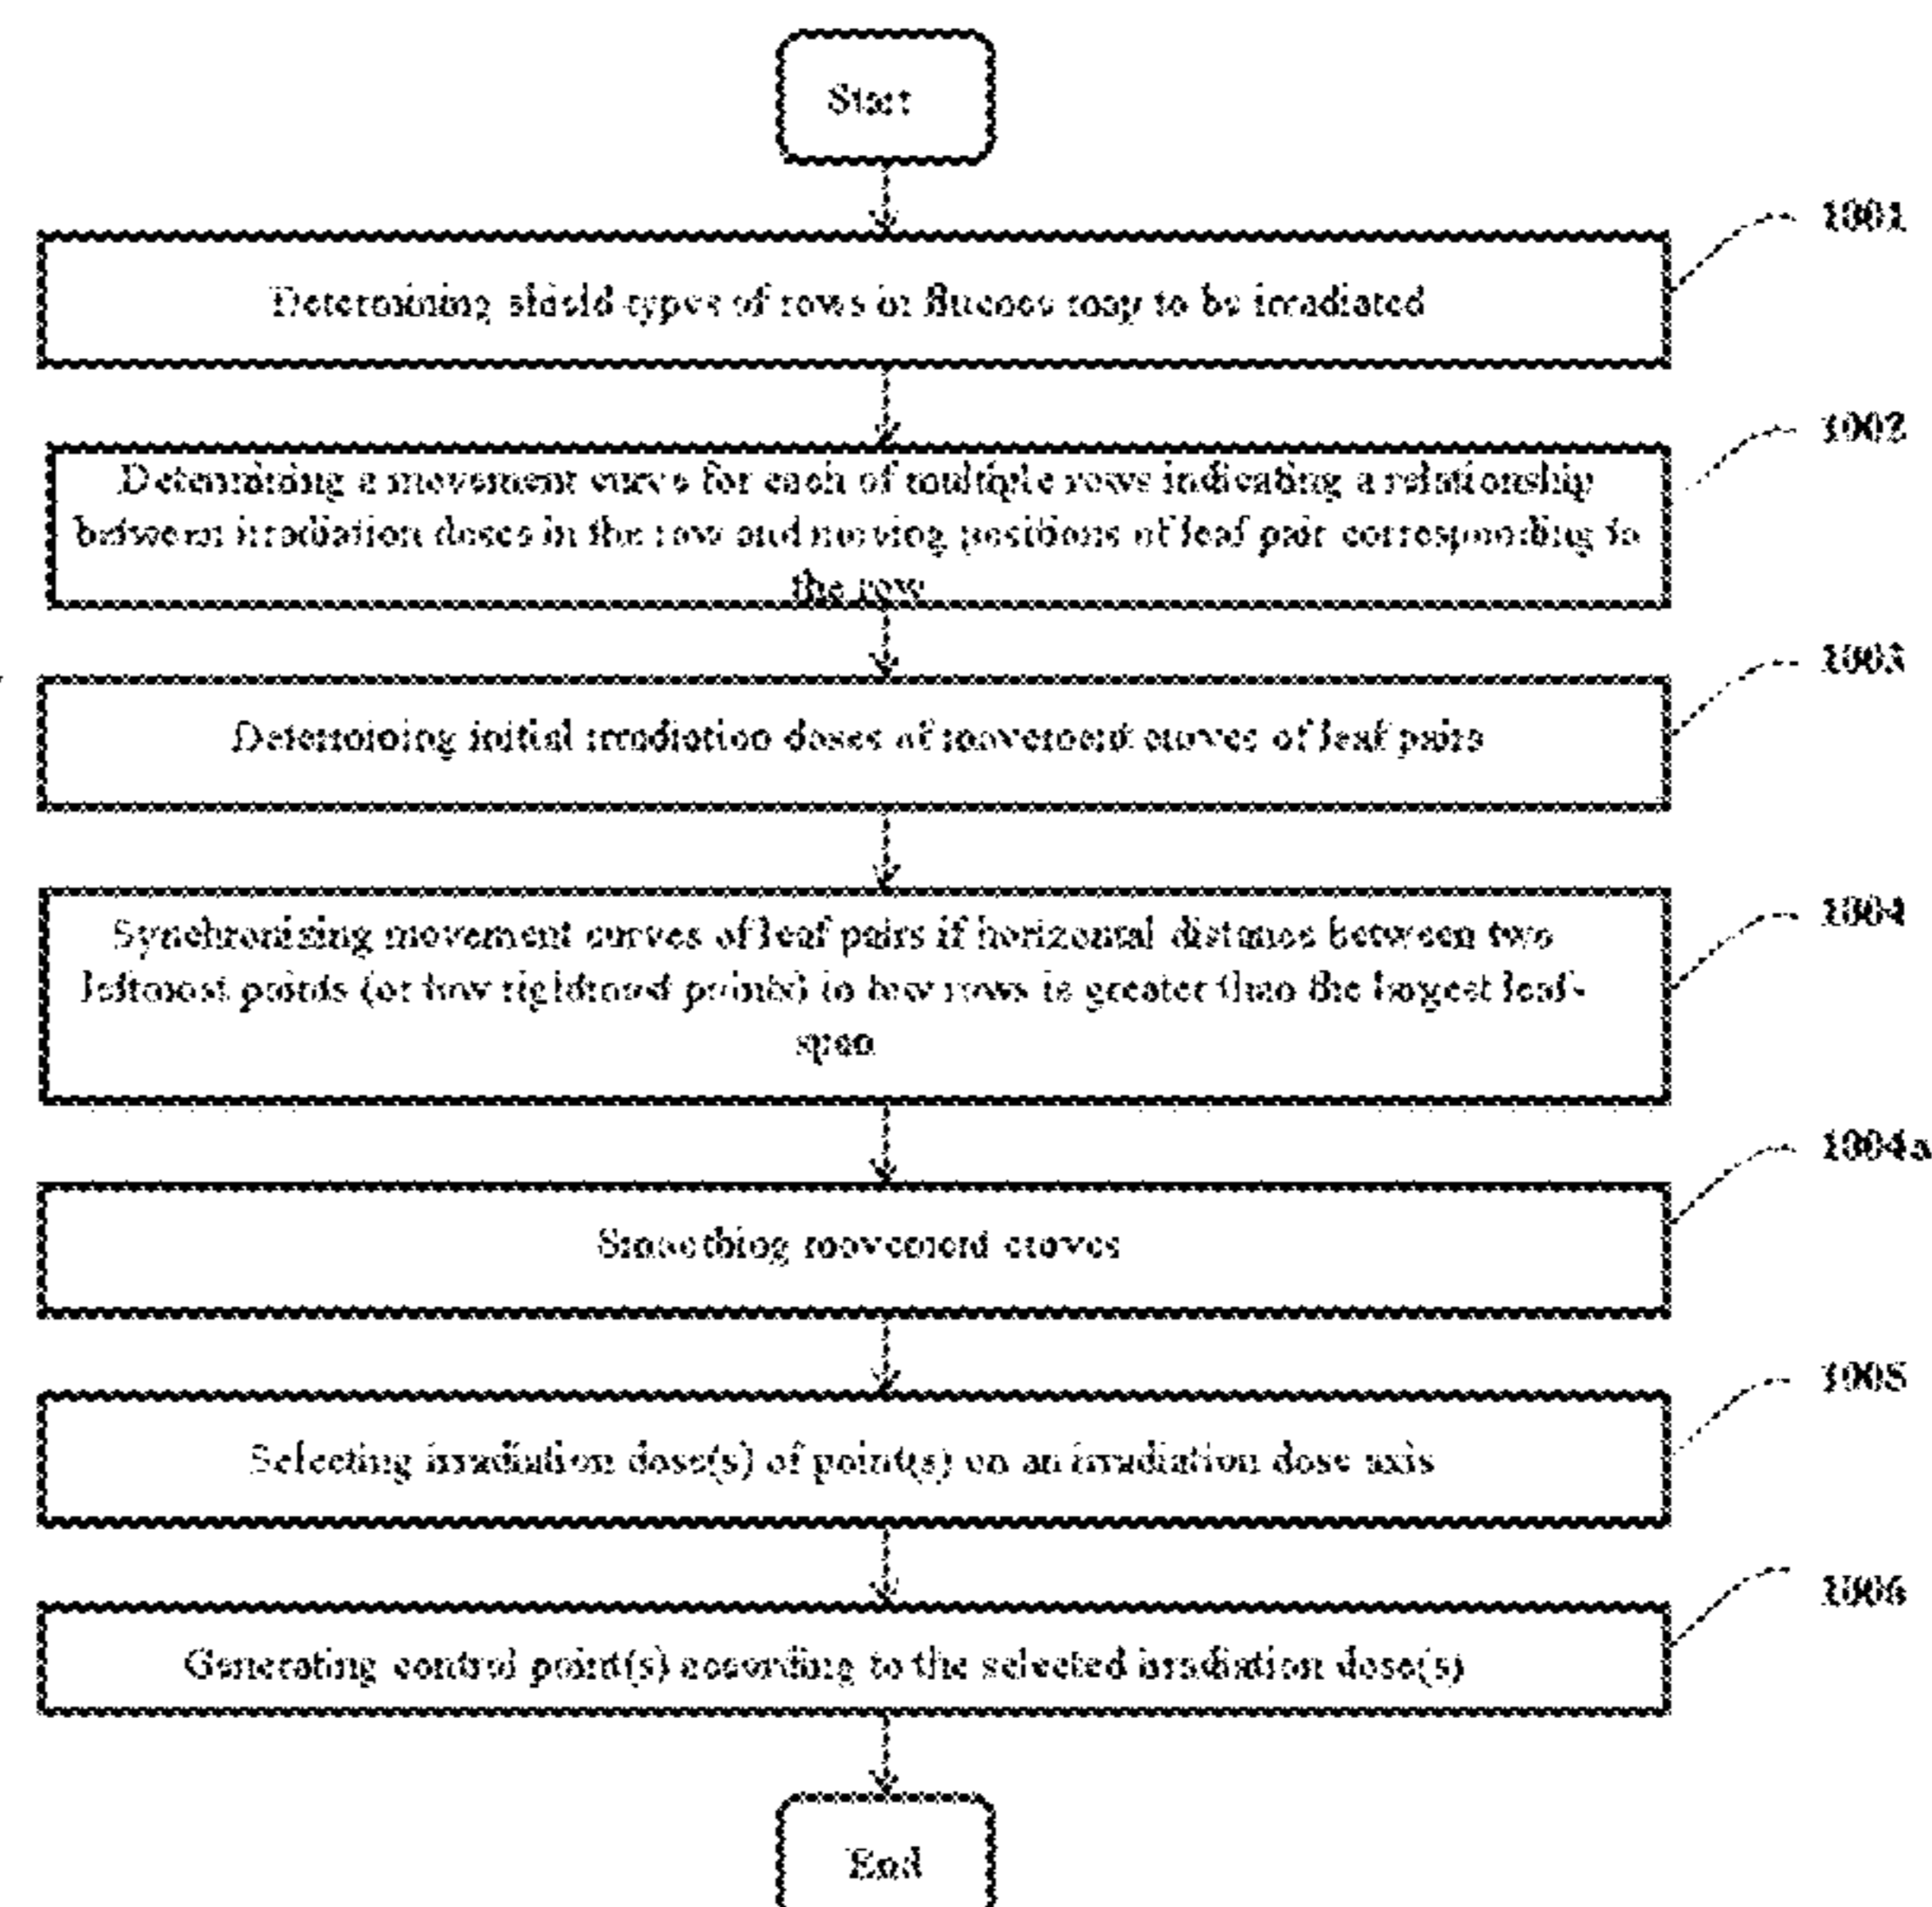 Start
1001
Determining shield types of rows in fluence map to be irradiated
1002
Determining a movement curve for each of multiple rows indicating a relationship
between irradiation doses in the row and moving positions of leaf pair corresponding to
the row
1003
Determining initial irradiation doses of movement curves of leaf pairs
1004
Synchronizing movement curves of leaf pairs if horizontal distance between two
leftmost points (or two rightmost points) in two rows is greater than the largest leaf-
span
1004a
Smoothing movement curves
1005
Selecting irradiation dose(s) of point(s) on an irradiation dose axis
1006
Generating control point(s) according to the selected irradiation dose(s)
End